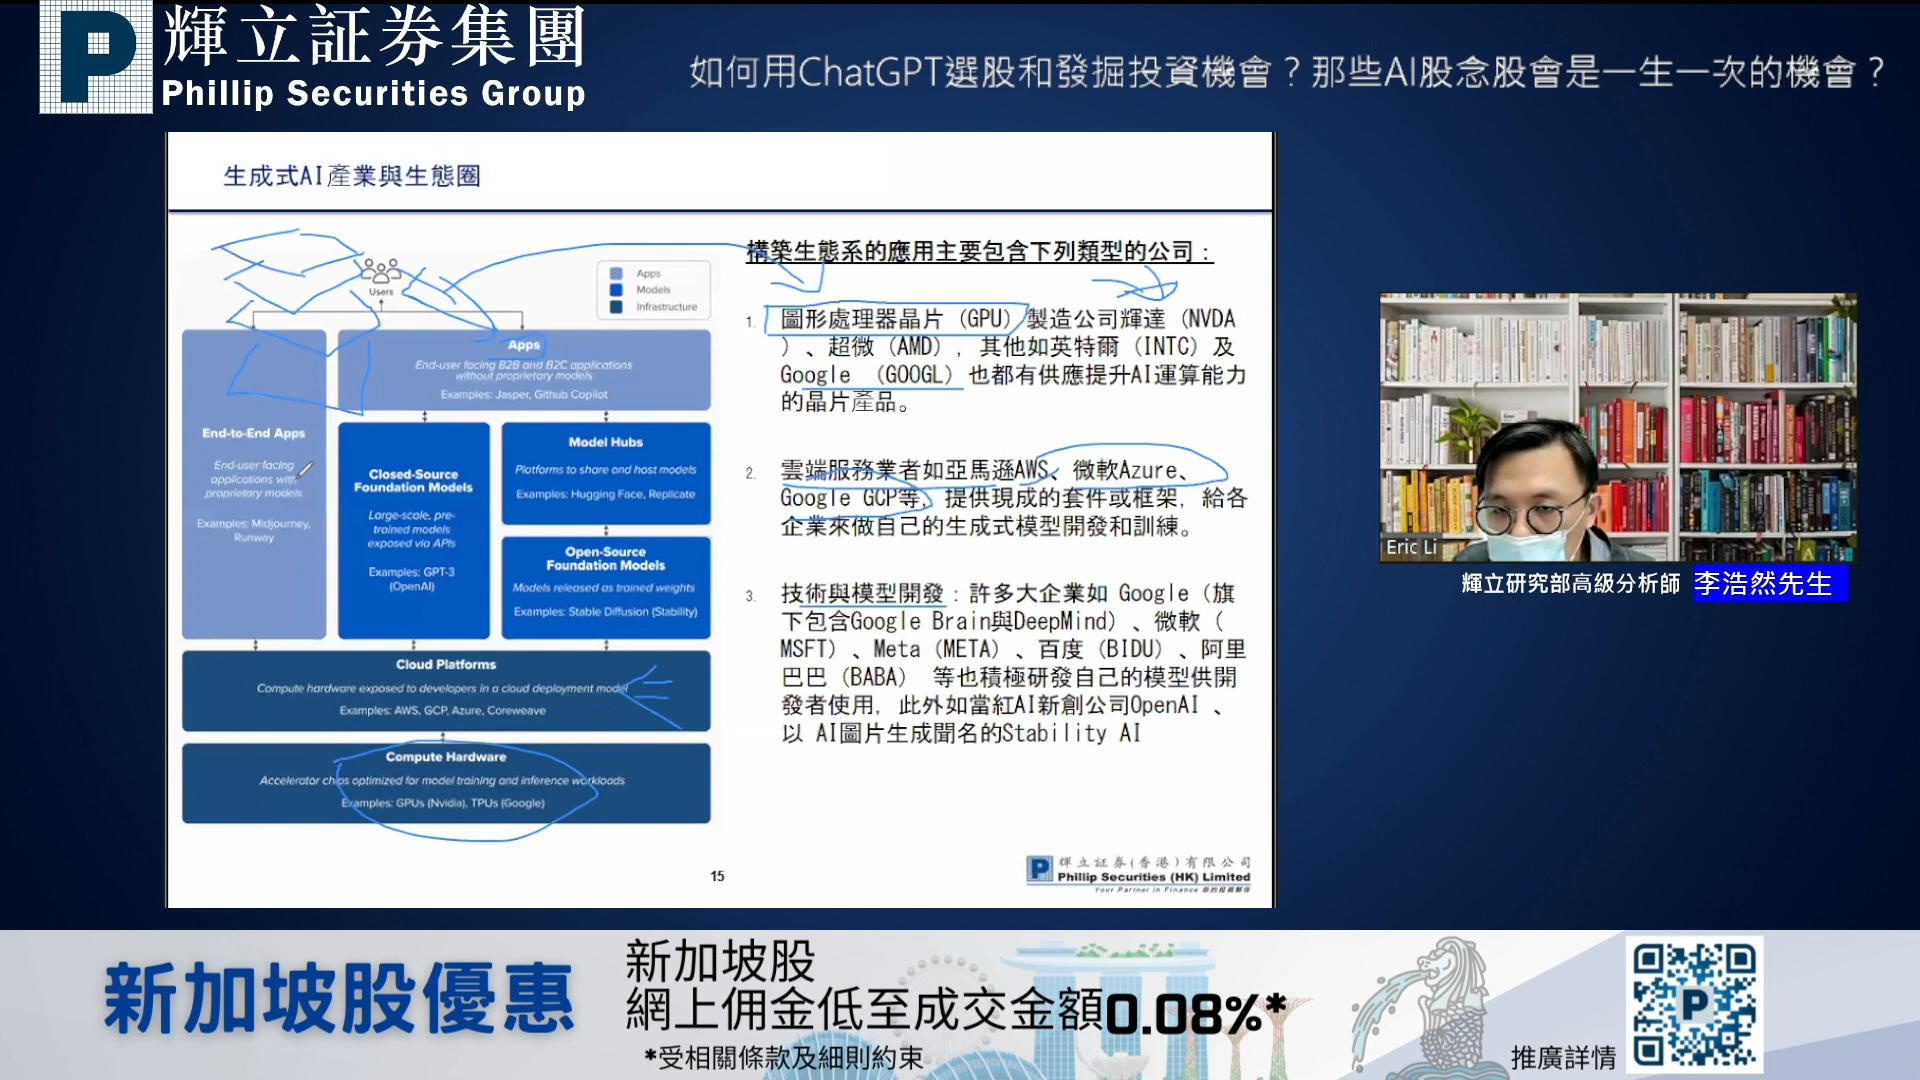 輝立証券集團
Phillip Securities Group
如何用ChatGPT選股和發掘投資機會？那些AI股念股會是一生一次的機會？
生成式AI產業與生態圈
Users
Apps
Models
Infrastructure
End-to-End Apps
End-user facing
applications with
proprietary models
Examples: Midjourney,
Runway
Apps
End-user facing B2B and B2C applications
without proprietary models
Examples: Jasper, Github Copilot
Closed-Source
Foundation Models
Large-scale, pre-
trained models
exposed via APIs
Examples: GPT-3
(OpenAI)
Model Hubs
Platforms to share and host models
Examples: Hugging Face, Replicate
Open-Source
Foundation Models
Models released as trained weights
Examples: Stable Diffusion (Stability)
Cloud Platforms
Compute hardware exposed to developers in a cloud deployment model
Examples: AWS, GCP, Azure, Coreweave
Compute Hardware
Accelerator chips optimized for model training and inference workloads
Examples: GPUs (Nvidia), TPUs (Google)
構築生態系的應用主要包含下列類型的公司：
1. 圖形處理器晶片（GPU）製造公司輝達（NVDA
）、超微（AMD），其他如英特爾（INTC）及
Google （GOOGL）也都有供應提升AI運算能力
的晶片產品。
2. 雲端服務業者如亞馬遜AWS、微軟Azure、
Google GCP等，提供現成的套件或框架，給各
企業來做自己的生成式模型開發和訓練。
3. 技術與模型開發：許多大企業如 Google（旗
下包含Google Brain與DeepMind）、微軟（
MSFT）、Meta（META）、百度（BIDU）、阿里
巴巴（BABA） 等也積極研發自己的模型供開
發者使用，此外如當紅AI新創公司OpenAI 、
以 AI圖片生成聞名的Stability AI
15
輝立証券(香港)有限公司
Phillip Securities (HK) Limited
Your Partner in Finance 你的投資夥伴
Eric Li
輝立研究部高級分析師 李浩然先生
新加坡股優惠
新加坡股
網上佣金低至成交金額0.08%*
*受相關條款及細則約束
推廣詳情